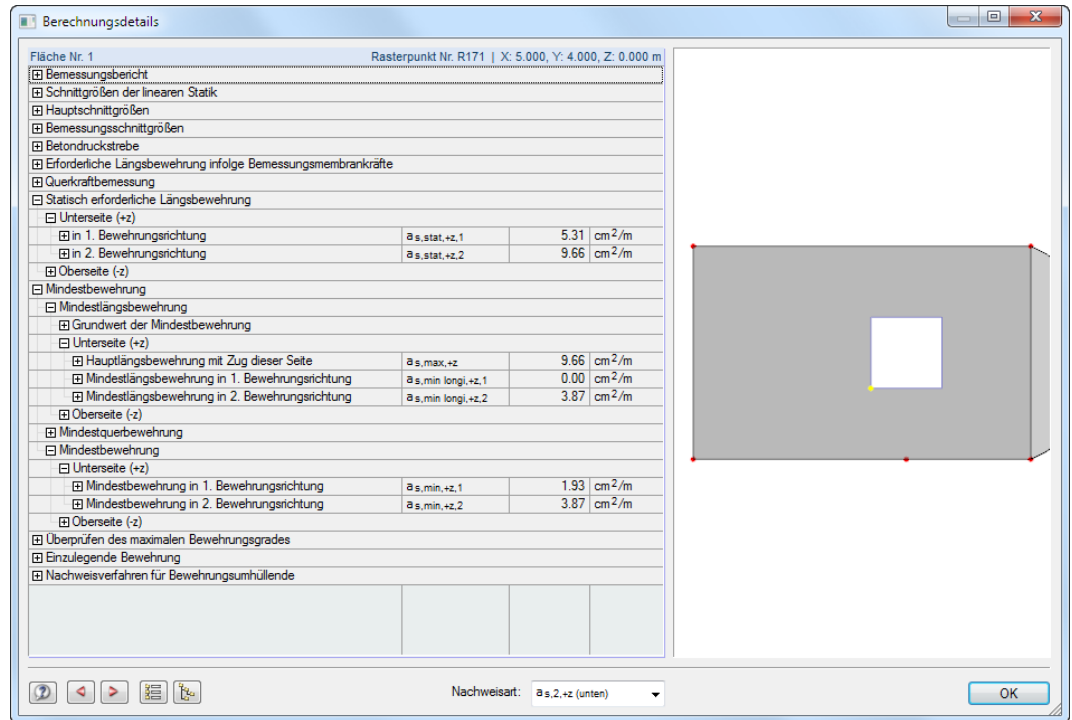 Berechnungsdetails
Fläche Nr. 1 Rasterpunkt Nr. R171 | X: 5.000, Y: 4.000, Z: 0.000 m
Bemessungsbericht
Schnittgrößen der linearen Statik
Hauptschnittgrößen
Bemessungsschnittgrößen
Betondruckstrebe
Erforderliche Längsbewehrung infolge Bemessungsmembrankräfte
Querkraftbemessung
Statisch erforderliche Längsbewehrung
Unterseite (+z)
in 1. Bewehrungsrichtung as,stat,+z,1 5.31 cm²/m
in 2. Bewehrungsrichtung as,stat,+z,2 9.66 cm²/m
Oberseite (-z)
Mindestbewehrung
Mindestlängsbewehrung
Grundwert der Mindestbewehrung
Unterseite (+z)
Hauptlängsbewehrung mit Zug dieser Seite as,max,+z 9.66 cm²/m
Mindestlängsbewehrung in 1. Bewehrungsrichtung as,min longi,+z,1 0.00 cm²/m
Mindestlängsbewehrung in 2. Bewehrungsrichtung as,min longi,+z,2 3.87 cm²/m
Oberseite (-z)
Mindestquerbewehrung
Mindestbewehrung
Unterseite (+z)
Mindestbewehrung in 1. Bewehrungsrichtung as,min,+z,1 1.93 cm²/m
Mindestbewehrung in 2. Bewehrungsrichtung as,min,+z,2 3.87 cm²/m
Oberseite (-z)
Überprüfen des maximalen Bewehrungsgrades
Einzulegende Bewehrung
Nachweisverfahren für Bewehrungsumhüllende
Nachweisart: as,2,+z (unten)
OK